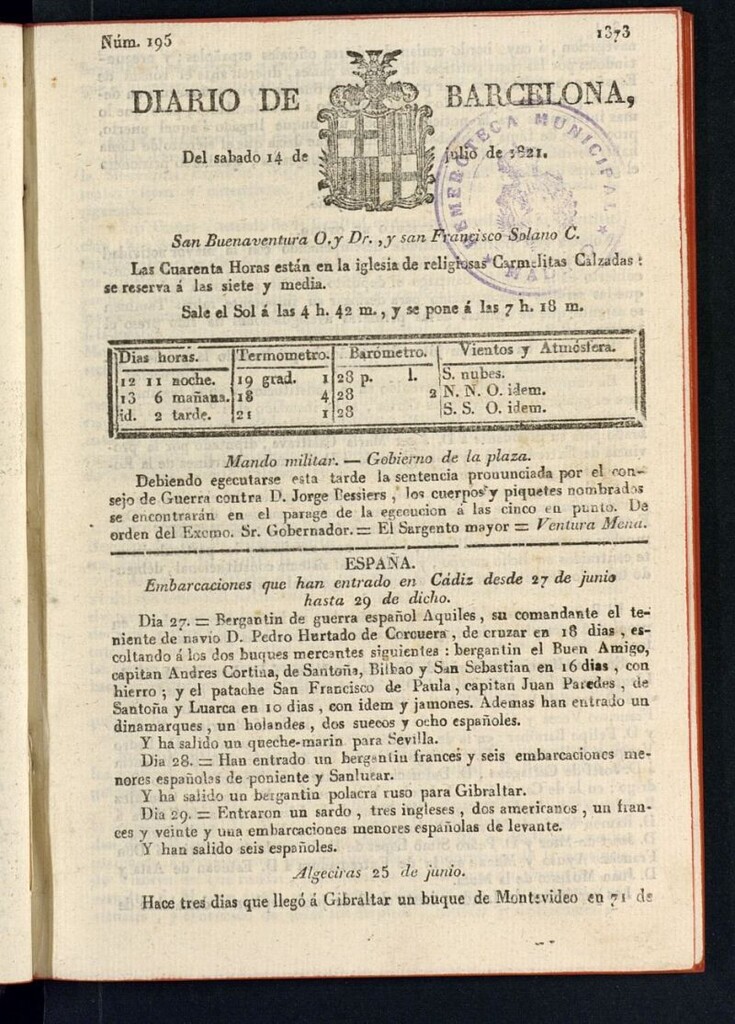 Núm. 195
1373
DIARIO DE BARCELONA,
Del sabado 14 de julio de 1821.
HEMEROTECA MUNICIPAL
MADRID
San Buenaventura O. y Dr. , y san Francisco Solano C.
Las Cuarenta Horas están en la iglesia de religiosas Carmelitas Calzadas :
se reserva á las siete y media.
Sale el Sol á las 4 h. 42 m., y se pone á las 7 h. 18 m.
Dias horas. Termometro. Barómetro. Vientos y Atmósfera.
12 11 noche. 19 grad. 1 28 p. l. S. nubes.
13 6 mañana. 18 4 28 2 N. N. O. idem.
id. 2 tarde. 21 1 28 S. S. O. idem.
Mando militar. — Gobierno de la plaza.
Debiendo egecutarse esta tarde la sentencia pronunciada por el con-
sejo de Guerra contra D. Jorge Bessiers , los cuerpos y piquetes nombrados
se encontrarán en el parage de la egecucion á las cinco en punto. De
orden del Excmo. Sr. Gobernador. = El Sargento mayor = Ventura Mena.
ESPAÑA.
Embarcaciones que han entrado en Cádiz desde 27 de junio
hasta 29 de dicho.
Dia 27. = Bergantin de guerra español Aquiles, su comandante el te-
niente de navio D. Pedro Hurtado de Corcuera , de cruzar en 18 dias , es-
coltando á los dos buques mercantes siguientes : bergantin el Buen Amigo,
capitan Andres Cortina, de Santoña, Bilbao y San Sebastian en 16 dias , con
hierro ; y el patache San Francisco de Paula , capitan Juan Paredes , de
Santoña y Luarca en 10 dias , con idem y jamones. Ademas han entrado un
dinamarques , un holandes , dos suecos y ocho españoles.
Y ha salido un queche-marin para Sevilla.
Dia 28. = Han entrado un bergantin frances y seis embarcaciones me-
nores españolas de poniente y Sanlucar.
Y ha salido un bergantin polacra ruso para Gibraltar.
Dia 29. = Entraron un sardo , tres ingleses , dos americanos , un fran-
ces y veinte y una embarcaciones menores españolas de levante.
Y han salido seis españoles.
Algeciras 25 de junio.
Hace tres dias que llegó á Gibraltar un buque de Montevideo en 71 de